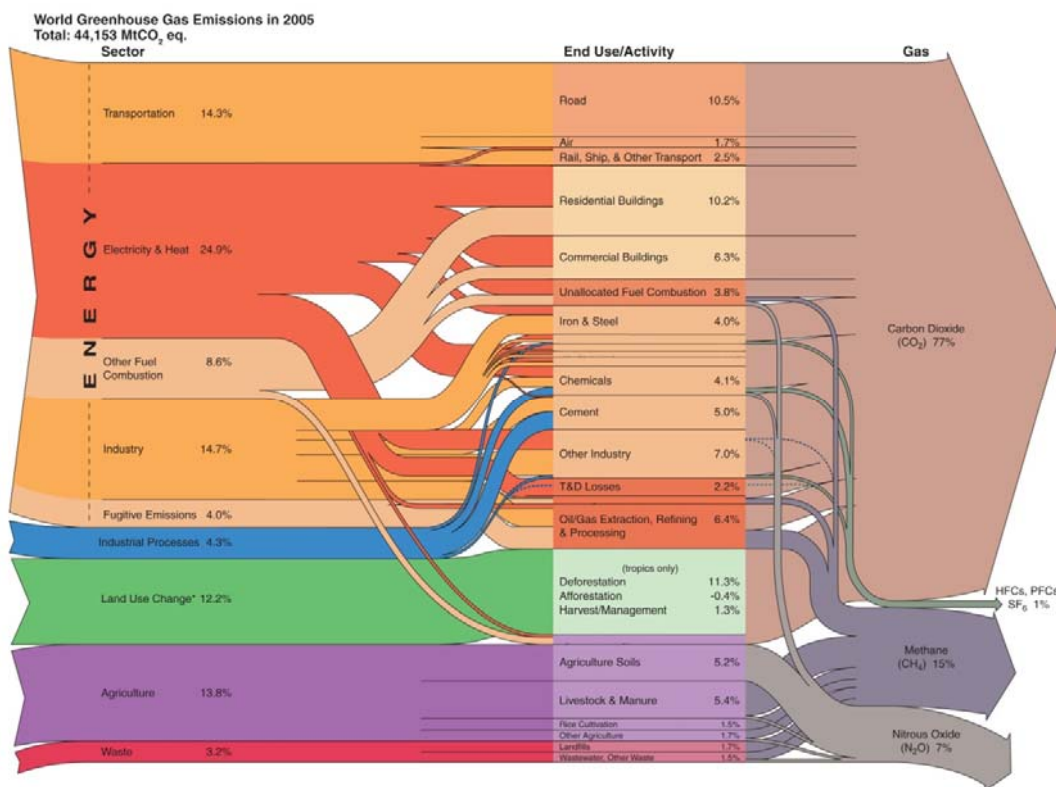 World Greenhouse Gas Emissions in 2005
Total: 44,153 MtCO2 eq.
Sector
End Use/Activity
Gas
ENERGY
Transportation 14.3%
Electricity & Heat 24.9%
Other Fuel
Combustion 8.6%
Industry 14.7%
Fugitive Emissions 4.0%
Industrial Processes 4.3%
Land Use Change* 12.2%
Agriculture 13.8%
Waste 3.2%
Road 10.5%
Air 1.7%
Rail, Ship, & Other Transport 2.5%
Residential Buildings 10.2%
Commercial Buildings 6.3%
Unallocated Fuel Combustion 3.8%
Iron & Steel 4.0%
Chemicals 4.1%
Cement 5.0%
Other Industry 7.0%
T&D Losses 2.2%
Oil/Gas Extraction, Refining 6.4%
& Processing
(tropics only)
Deforestation 11.3%
Afforestation -0.4%
Harvest/Management 1.3%
Agriculture Soils 5.2%
Livestock & Manure 5.4%
Rice Cultivation 1.5%
Other Agriculture 1.7%
Landfills 1.7%
Wastewater, Other Waste 1.5%
Carbon Dioxide
(CO2) 77%
HFCs, PFCs
SF6 1%
Methane
(CH4) 15%
Nitrous Oxide
(N2O) 7%